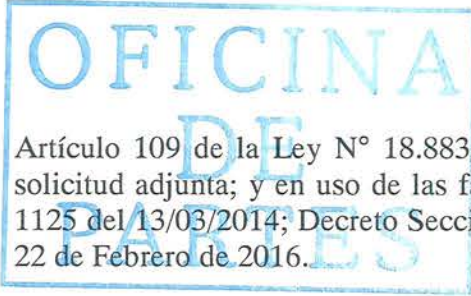 OFICINA
DE
Artículo 109 de la Ley N° 18.883
solicitud adjunta; y en uso de las
1125 del 13/03/2014; Decreto
PARTES
22 de Febrero de 2016.